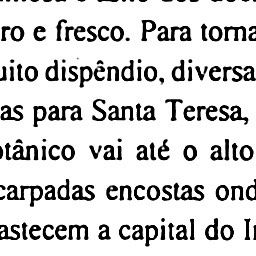 ro e fresco. Para torna
uito dispêndio, diversa
as para Santa Teresa,
otânico vai até o alto
carpadas encostas ond
astecem a capital do I